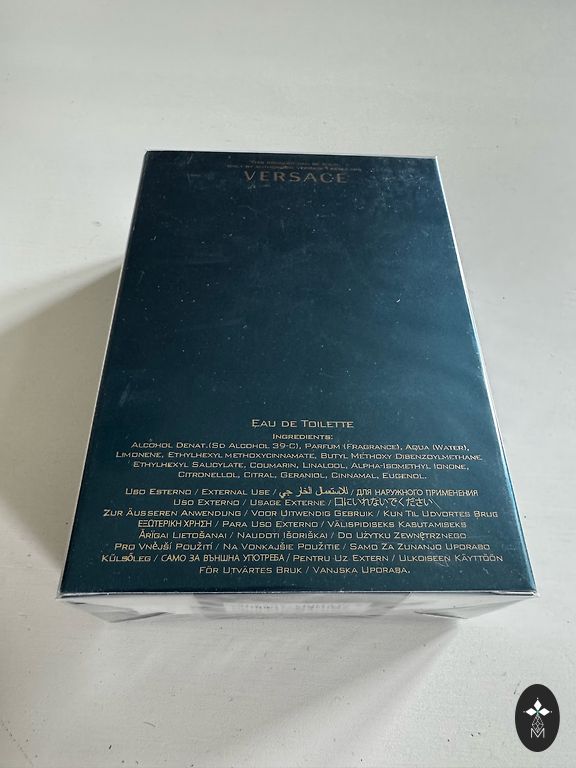 VERSACE
EAU DE TOILETTE
INGREDIENTS:
ALCOHOL DENAT.(SD ALCOHOL 39-C), PARFUM (FRAGRANCE), AQUA (WATER),
LIMONENE, ETHYLHEXYL METHOXYCINNAMATE, BUTYL METHOXY DIBENZOYLMETHANE
ETHYLHEXYL SALICYLATE, COUMARIN, LINALOOL, ALPHA-ISOMETHYL IONONE,
CITRONELLOL, CITRAL, GERANIOL, CINNAMAL, EUGENOL.
USO ESTERNO / EXTERNAL USE / للاستعمل الخار جي / ДЛЯ НАРУЖНОГО ПРИМЕНЕНИЯ
USO EXTERNO / USAGE EXTERNE / 口にいれないでください
ZUR ÄUSSEREN ANWENDUNG / VOOR UITWENDIG GEBRUIK / KUN TIL UDVORTES BRUG
ΕΞΩΤΕΡΙΚΗ ΧΡΗΣΗ / PARA USO EXTERNO / VÄLISPIDISEKS KASUTAMISEKS
ĀRĪGAI LIETOŠANAI / NAUDOTI IŠORIŠKAI / DO UŻYTKU ZEWNĘTRZNEGO
PRO VNĚJŠÍ POUŽITÍ / NA VONKAJŠIE POUŽITIE / SAMO ZA ZUNANJO UPORABO
KÜLSŐLEG / САМО ЗА ВЪНШНА УПОТРЕБА / PENTRU UZ EXTERN / ULKOISEEN KÄYTTÖÖN
FÖR UTVÄRTES BRUK / VANJSKA UPORABA.
M